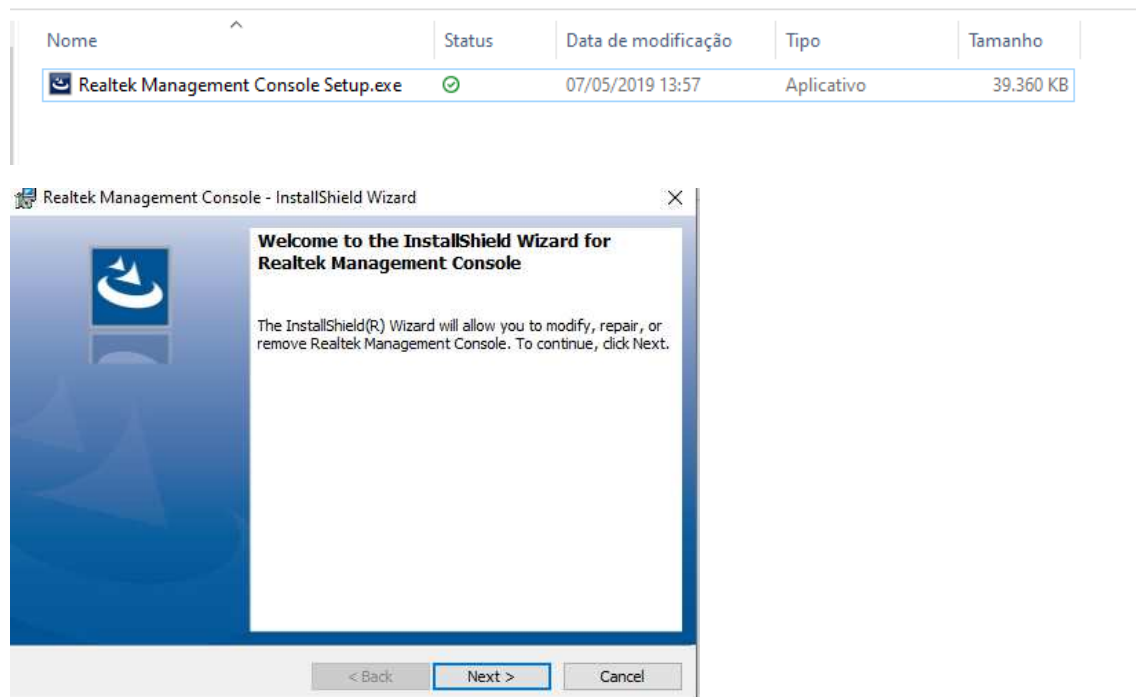 Nome Status Data de modificação Tipo Tamanho
Realtek Management Console Setup.exe 07/05/2019 13:57 Aplicativo 39.360 KB
Realtek Management Console - InstallShield Wizard
Welcome to the InstallShield Wizard for
Realtek Management Console
The InstallShield(R) Wizard will allow you to modify, repair, or
remove Realtek Management Console. To continue, click Next.
< Back Next > Cancel